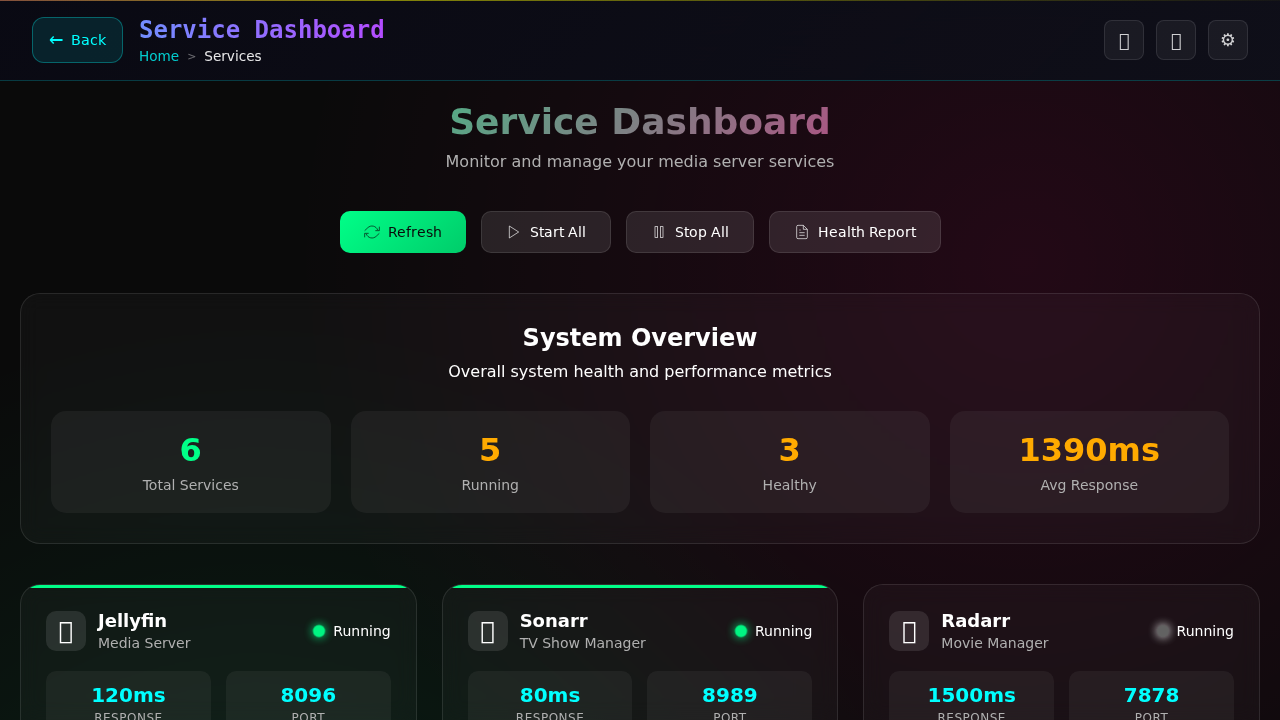 ← Back
Service Dashboard
Home > Services
Service Dashboard
Monitor and manage your media server services
Refresh
Start All
Stop All
Health Report
System Overview
Overall system health and performance metrics
6
Total Services
5
Running
3
Healthy
1390ms
Avg Response
Jellyfin
Media Server
Running
120ms
RESPONSE
8096
PORT
Sonarr
TV Show Manager
Running
80ms
RESPONSE
8989
PORT
Radarr
Movie Manager
Running
1500ms
RESPONSE
7878
PORT